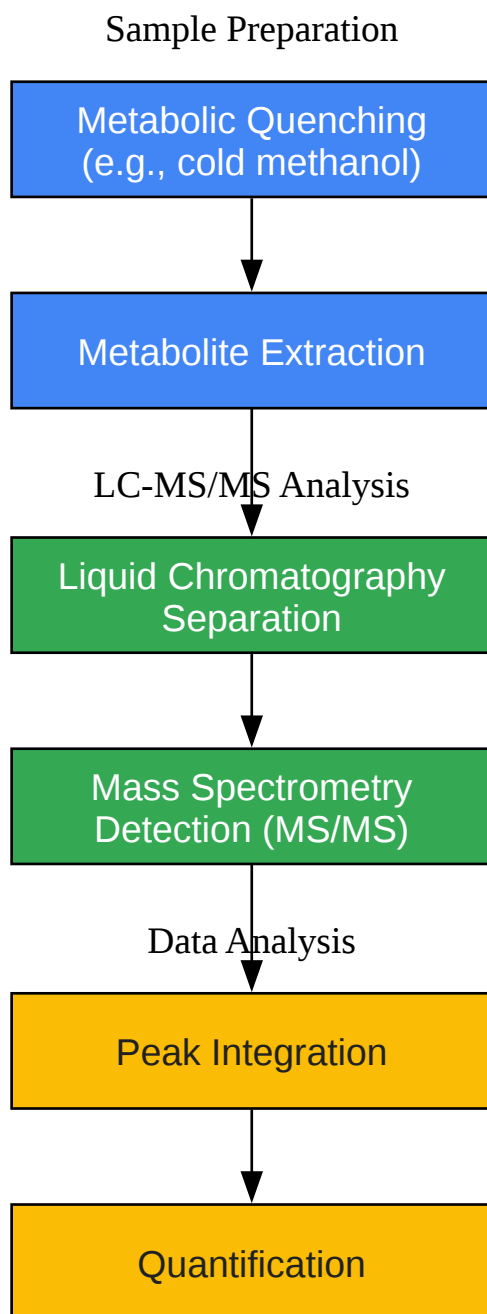 Sample Preparation
Metabolic Quenching
(e.g., cold methanol)
Metabolite Extraction
LC-MS/MS Analysis
Liquid Chromatography
Separation
Mass Spectrometry
Detection (MS/MS)
Data Analysis
Peak Integration
Quantification